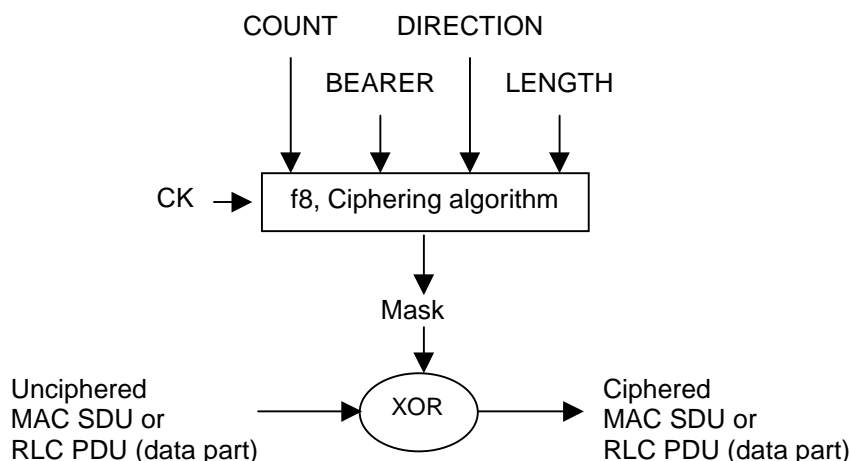 COUNT DIRECTION
BEARER LENGTH
CK
f8, Ciphering algorithm
Mask
Unciphered
MAC SDU or
RLC PDU (data part)
XOR
Ciphered
MAC SDU or
RLC PDU (data part)